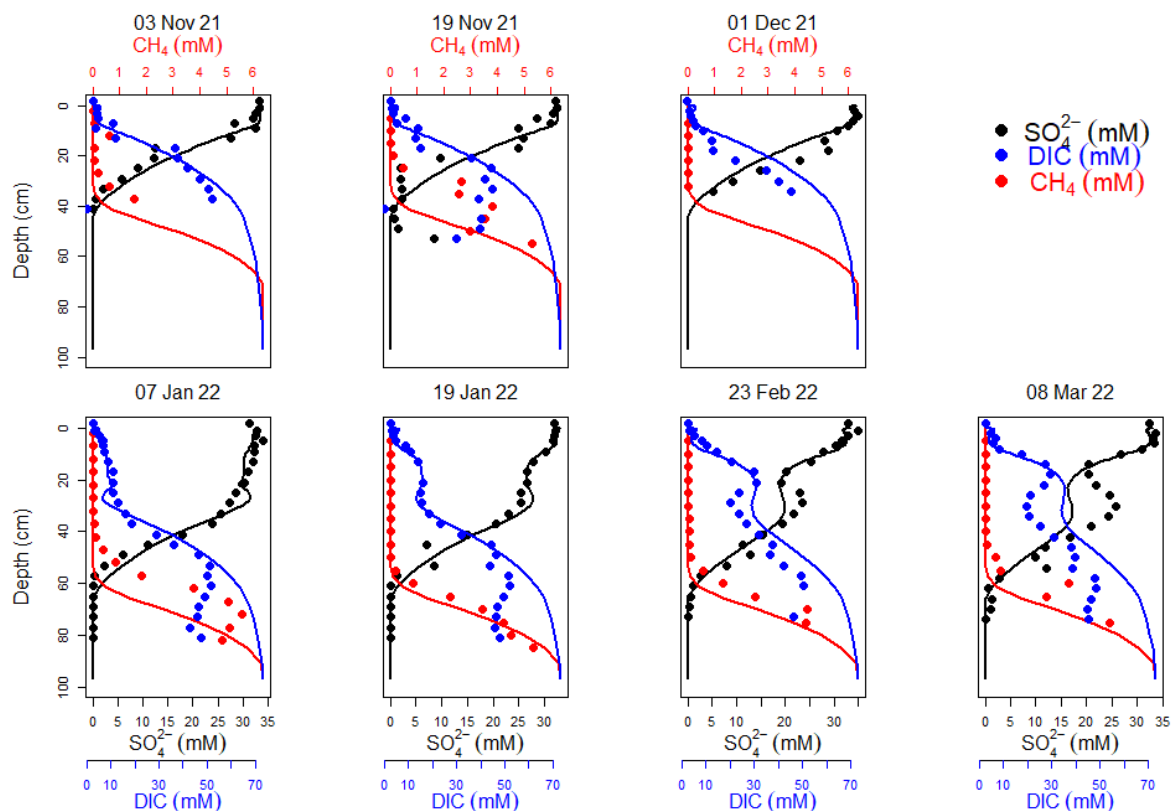 03 Nov 21
CH₄ (mM)
0 1 2 3 4 5 6
19 Nov 21
CH₄ (mM)
0 1 2 3 4 5 6
01 Dec 21
CH₄ (mM)
0 1 2 3 4 5 6
Depth (cm)
0 20 40 60 80 100
SO₄²⁻ (mM)
DIC (mM)
CH₄ (mM)
07 Jan 22
19 Jan 22
23 Feb 22
08 Mar 22
Depth (cm)
0 20 40 60 80 100
0 5 10 15 20 25 30 35
SO₄²⁻ (mM)
0 10 30 50 70
DIC (mM)
0 5 10 15 20 25 30
SO₄²⁻ (mM)
0 10 30 50 70
DIC (mM)
0 10 20 30
SO₄²⁻ (mM)
0 10 30 50 70
DIC (mM)
0 5 10 15 20 25 30 35
SO₄²⁻ (mM)
0 10 30 50 70
DIC (mM)